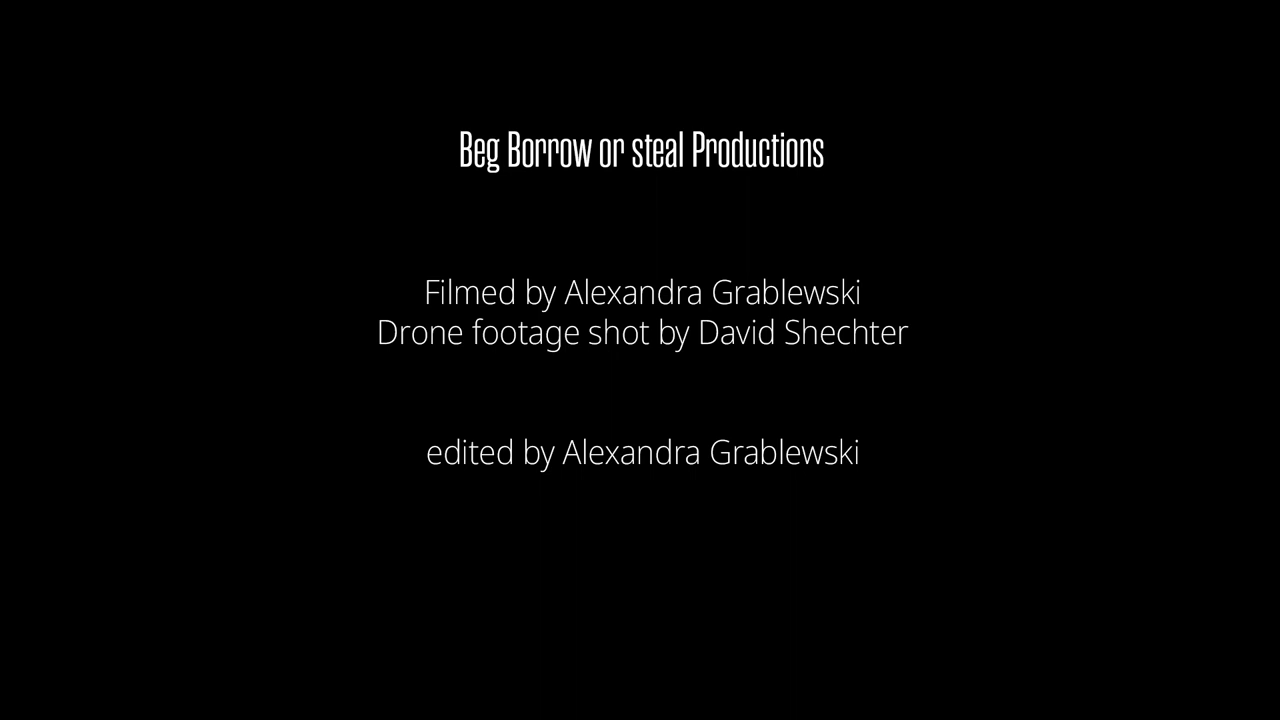 Beg Borrow or steal Productions
Filmed by Alexandra Grablewski
Drone footage shot by David Shechter
edited by Alexandra Grablewski